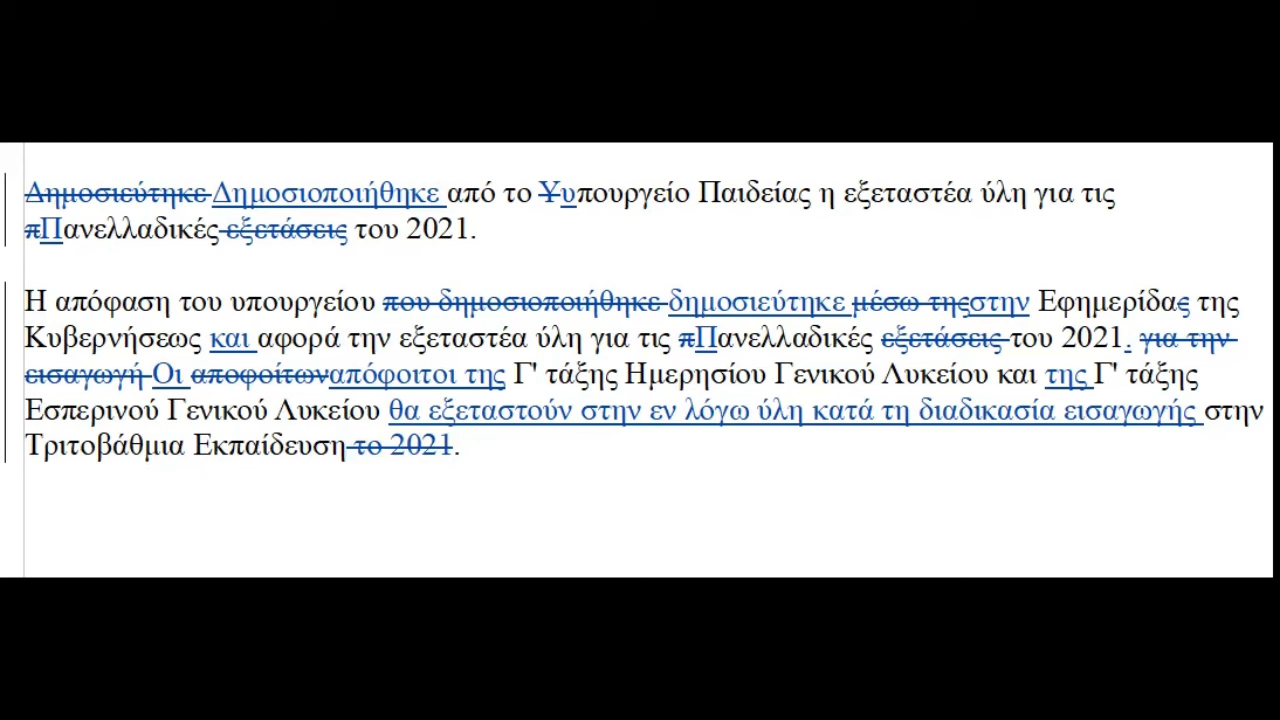 Δημοσιεύτηκε Δημοσιοποιήθηκε από το Υυπουργείο Παιδείας η εξεταστέα ύλη για τις
πΠανελλαδικές εξετάσεις του 2021.
Η απόφαση του υπουργείου που δημοσιοποιήθηκε δημοσιεύτηκε μέσω τηςστην Εφημερίδας της
Κυβερνήσεως και αφορά την εξεταστέα ύλη για τις πΠανελλαδικές εξετάσεις του 2021. για την
εισαγωγή Οι αποφοίτωναπόφοιτοι της Γ' τάξης Ημερησίου Γενικού Λυκείου και της Γ' τάξης
Εσπερινού Γενικού Λυκείου θα εξεταστούν στην εν λόγω ύλη κατά τη διαδικασία εισαγωγής στην
Τριτοβάθμια Εκπαίδευση το 2021.